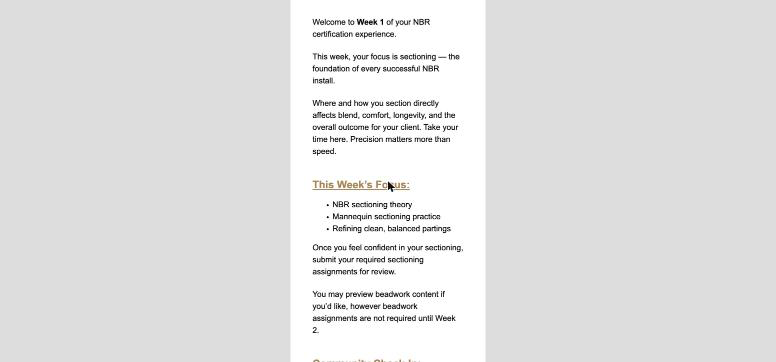 Welcome to Week 1 of your NBR
certification experience.
This week, your focus is sectioning — the
foundation of every successful NBR
install.
Where and how you section directly
affects blend, comfort, longevity, and the
overall outcome for your client. Take your
time here. Precision matters more than
speed.
This Week's Focus:
• NBR sectioning theory
• Mannequin sectioning practice
• Refining clean, balanced partings
Once you feel confident in your sectioning,
submit your required sectioning
assignments for review.
You may preview beadwork content if
you'd like, however beadwork
assignments are not required until Week
2.